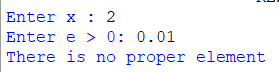 Enter x : 2
Enter e > 0: 0.01
There is no proper element